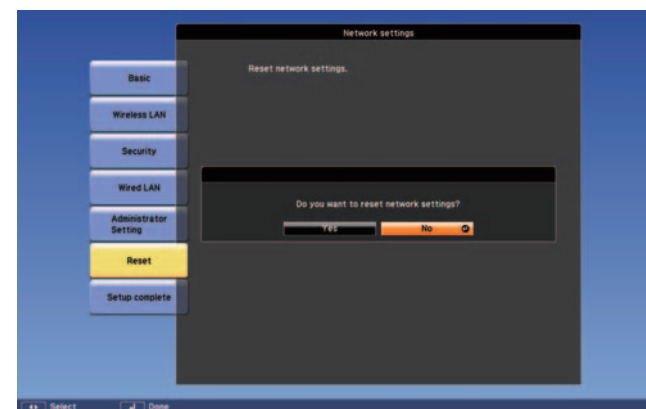 Network settings
Reset network settings.
Basic
Wireless LAN
Security
Wired LAN
Administrator
Setting
Reset
Setup complete
Do you want to reset network settings?
Yes No
Select Done